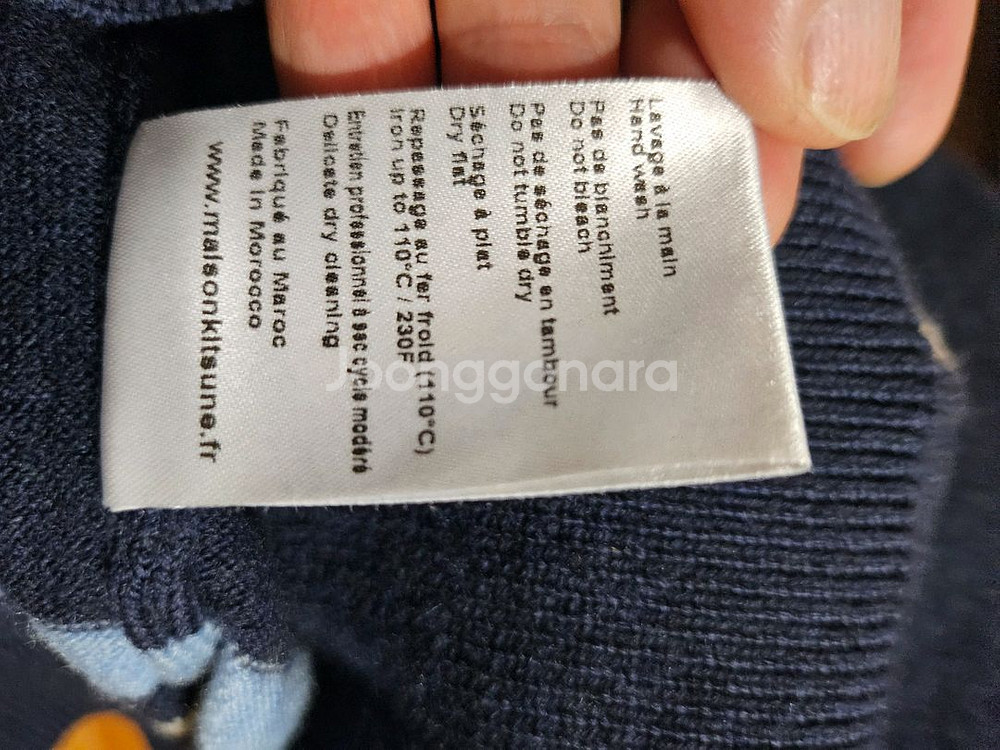 Lavage à la main
Hand wash
Pas de blanchiment
Do not bleach
Pas de séchage en tambour
Do not tumble dry
Séchage à plat
Dry flat
Repassage au fer froid (110°C)
Iron up to 110°C / 230F
Entretien professionnel à sec cycle modéré
Delicate dry cleaning
Fabriqué au Maroc
Made in Morocco
www.maisonkitsune.fr
Joonggonara